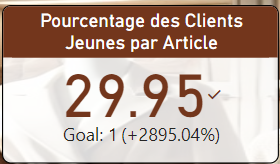 Pourcentage des Clients
Jeunes par Article
29.95✓
Goal: 1 (+2895.04%)